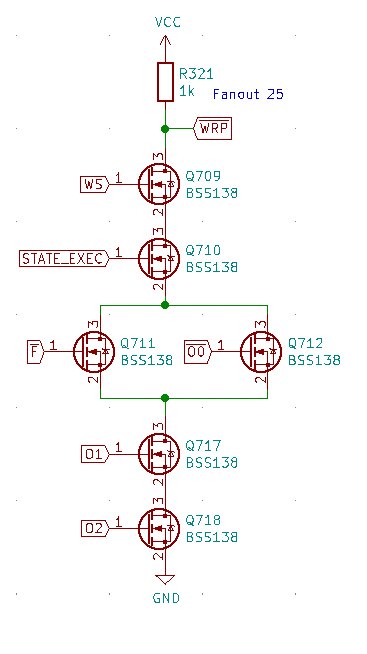 VCC
R321
1k
Fanout 25
WRP
3
Q709
BSS138
WS
1
2
3
Q710
BSS138
STATE_EXEC
1
2
3
Q711
BSS138
F
1
2
3
Q712
BSS138
O0
1
2
3
Q717
BSS138
O1
1
2
3
Q718
BSS138
O2
1
2
GND